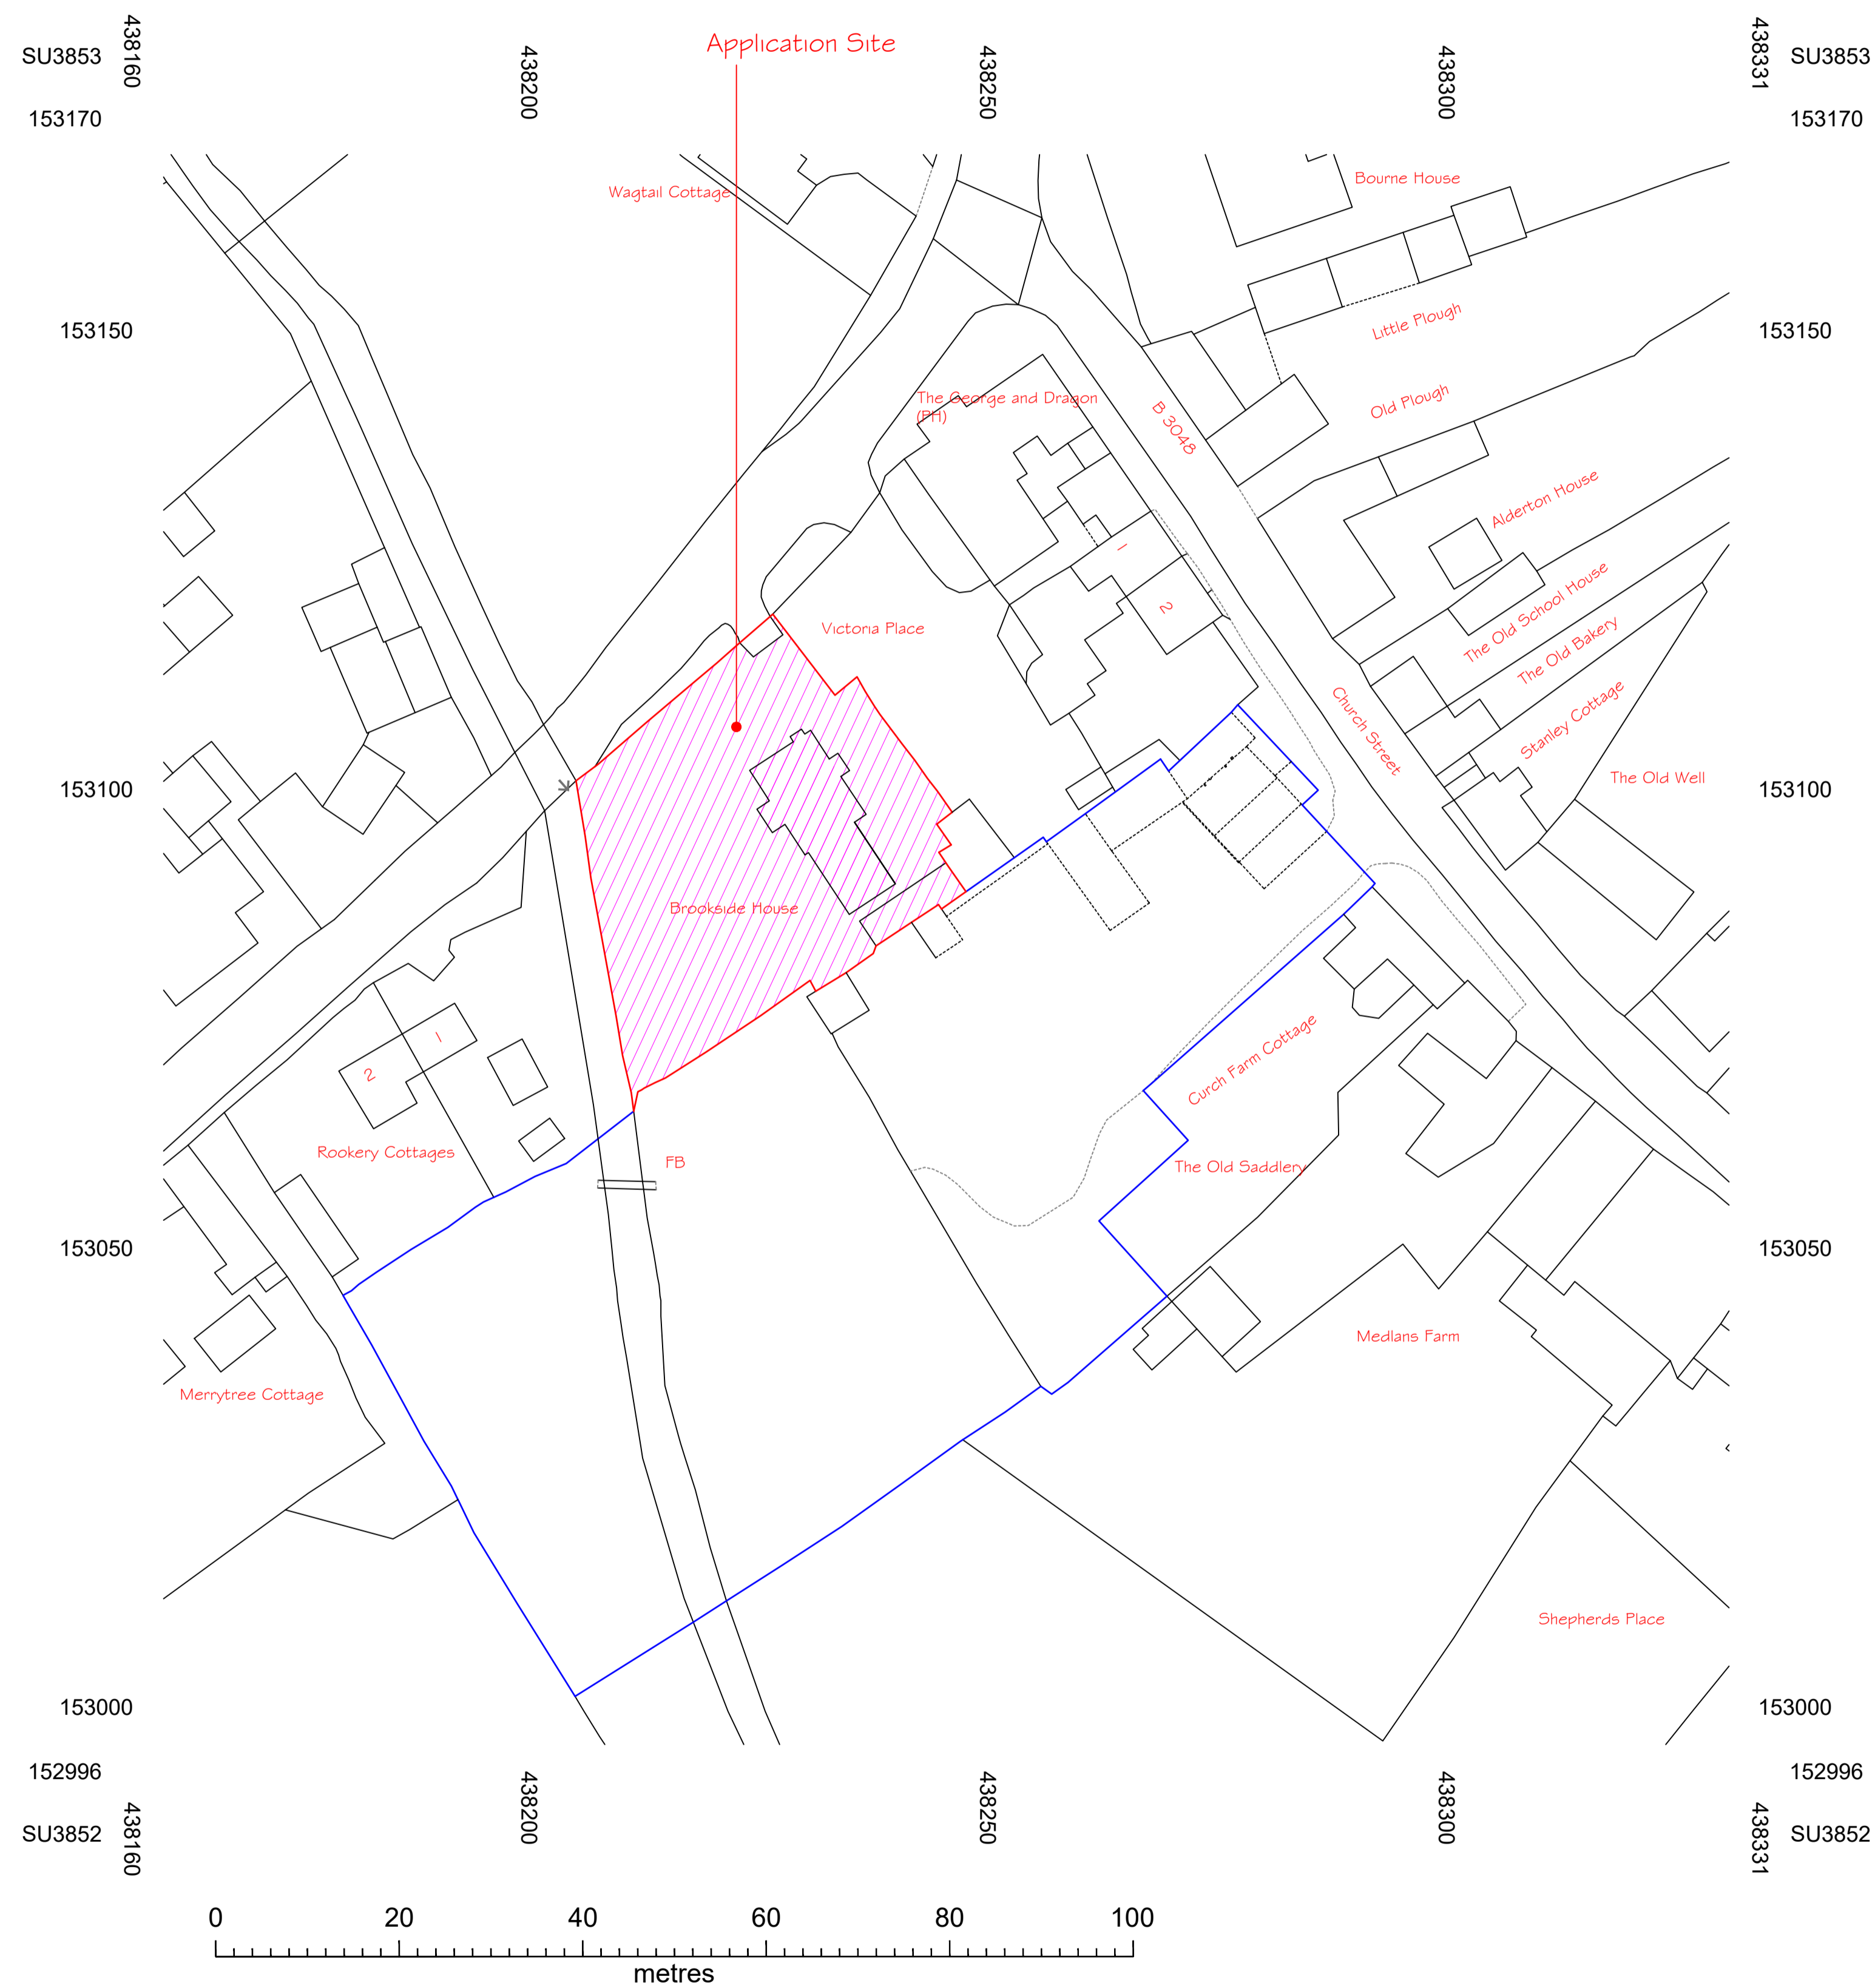 Application Site
438160
438200
438250
438300
438331
SU3853
SU3853
153170
153170
Wagtail Cottage
Bourne House
153150
153150
Little Plough
The George and Dragon
(PH)
Old Plough
B 3048
Alderton House
1
The Old School House
2
Victoria Place
The Old Bakery
Church Street
Stanley Cottage
The Old Well
153100
153100
Brookside House
1
2
Curch Farm Cottage
Rookery Cottages
FB
The Old Saddlery
153050
153050
Medlans Farm
Merrytree Cottage
Shepherds Place
153000
153000
152996
152996
SU3852
SU3852
438160
438200
438250
438300
438331
0 20 40 60 80 100
metres